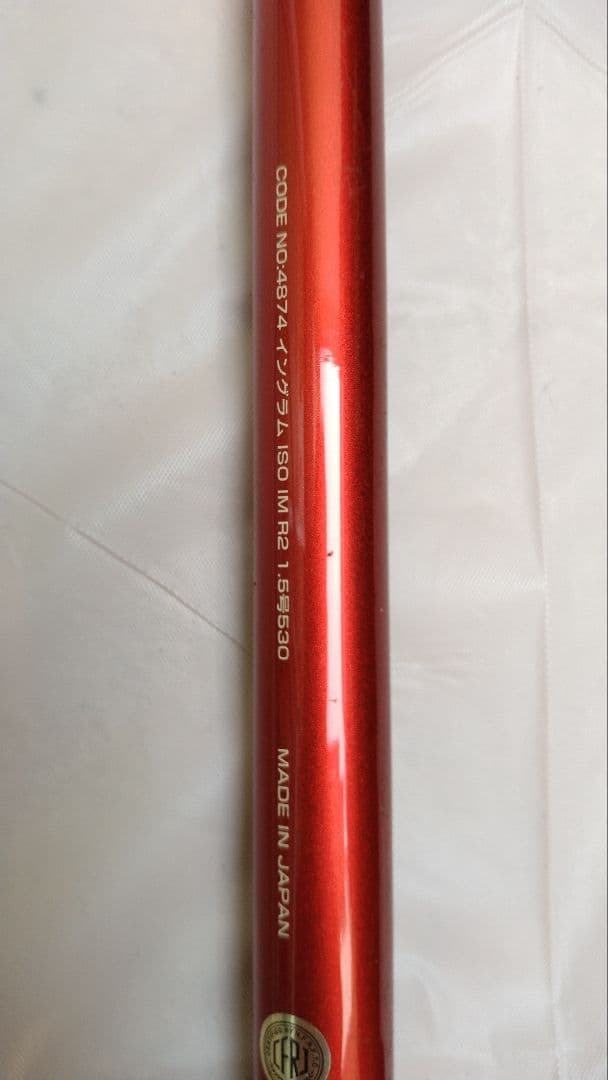 CODE NO:4874 イングラム ISO IM R2 1.5号530
MADE IN JAPAN
CFRJ